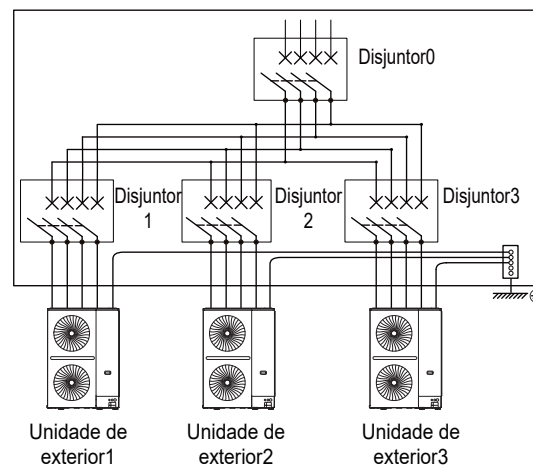 Disjuntor0
Disjuntor
1
Disjuntor
2
Disjuntor3
Unidade de
exterior1
Unidade de
exterior2
Unidade de
exterior3